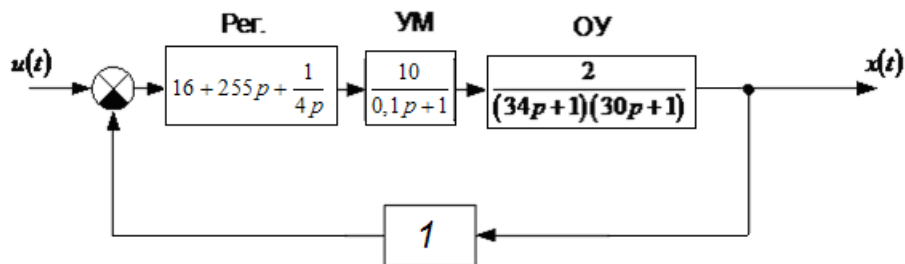 Рег.
УМ
ОУ
u(t)
16 + 255p + 1/(4p)
10/(0,1p+1)
2/((34p+1)(30p+1))
x(t)
1